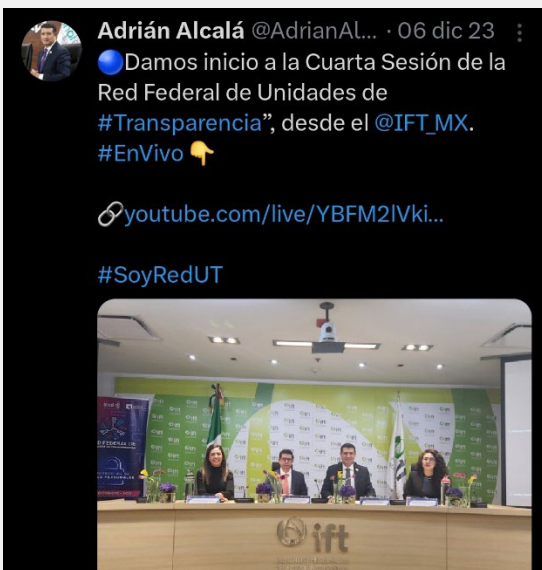 Adrián Alcalá @AdrianAl... · 06 dic 23
Damos inicio a la Cuarta Sesión de la
Red Federal de Unidades de
#Transparencia”, desde el @IFT_MX.
#EnVivo
youtube.com/live/YBFM2lVki...
#SoyRedUT
ift